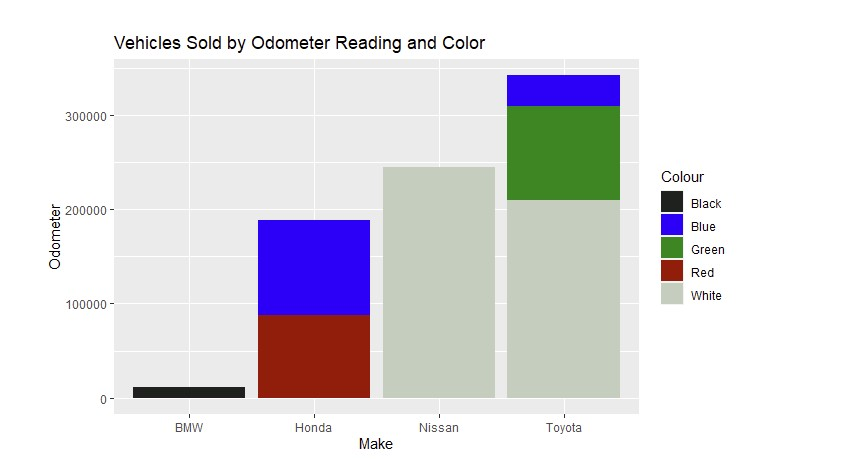 Vehicles Sold by Odometer Reading and Color
300000
200000
100000
0
Odometer
BMW Honda Nissan Toyota
Make
Colour
Black
Blue
Green
Red
White